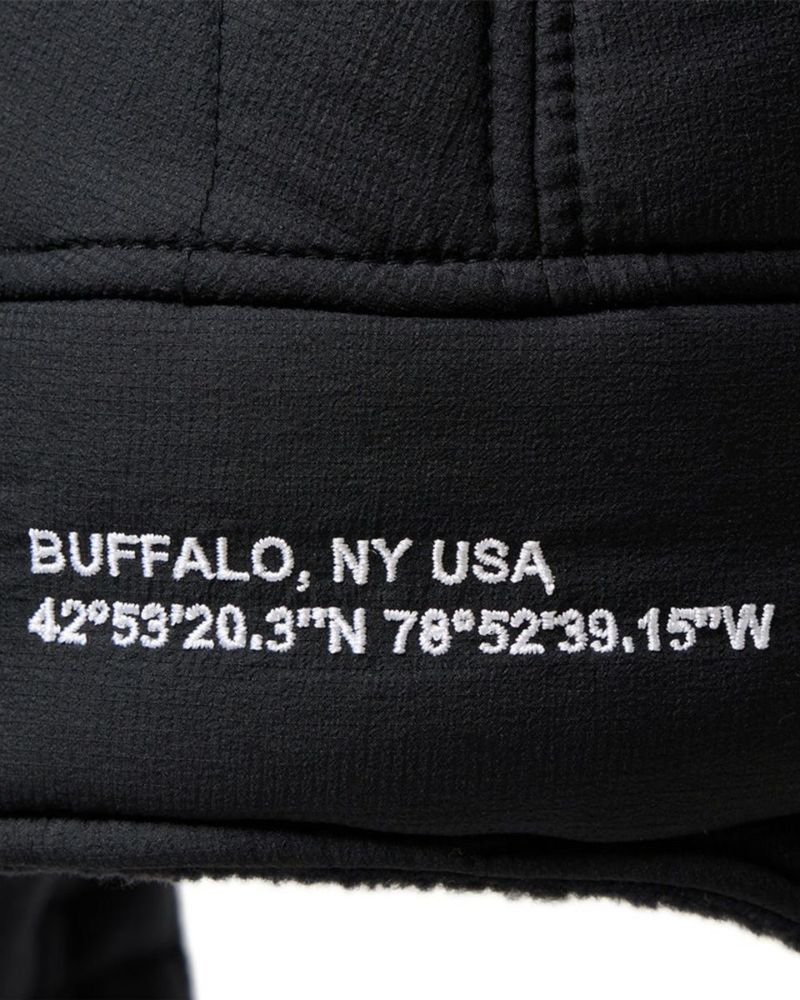 BUFFALO, NY USA
42°53'20.3"N 78°52'39.15"W